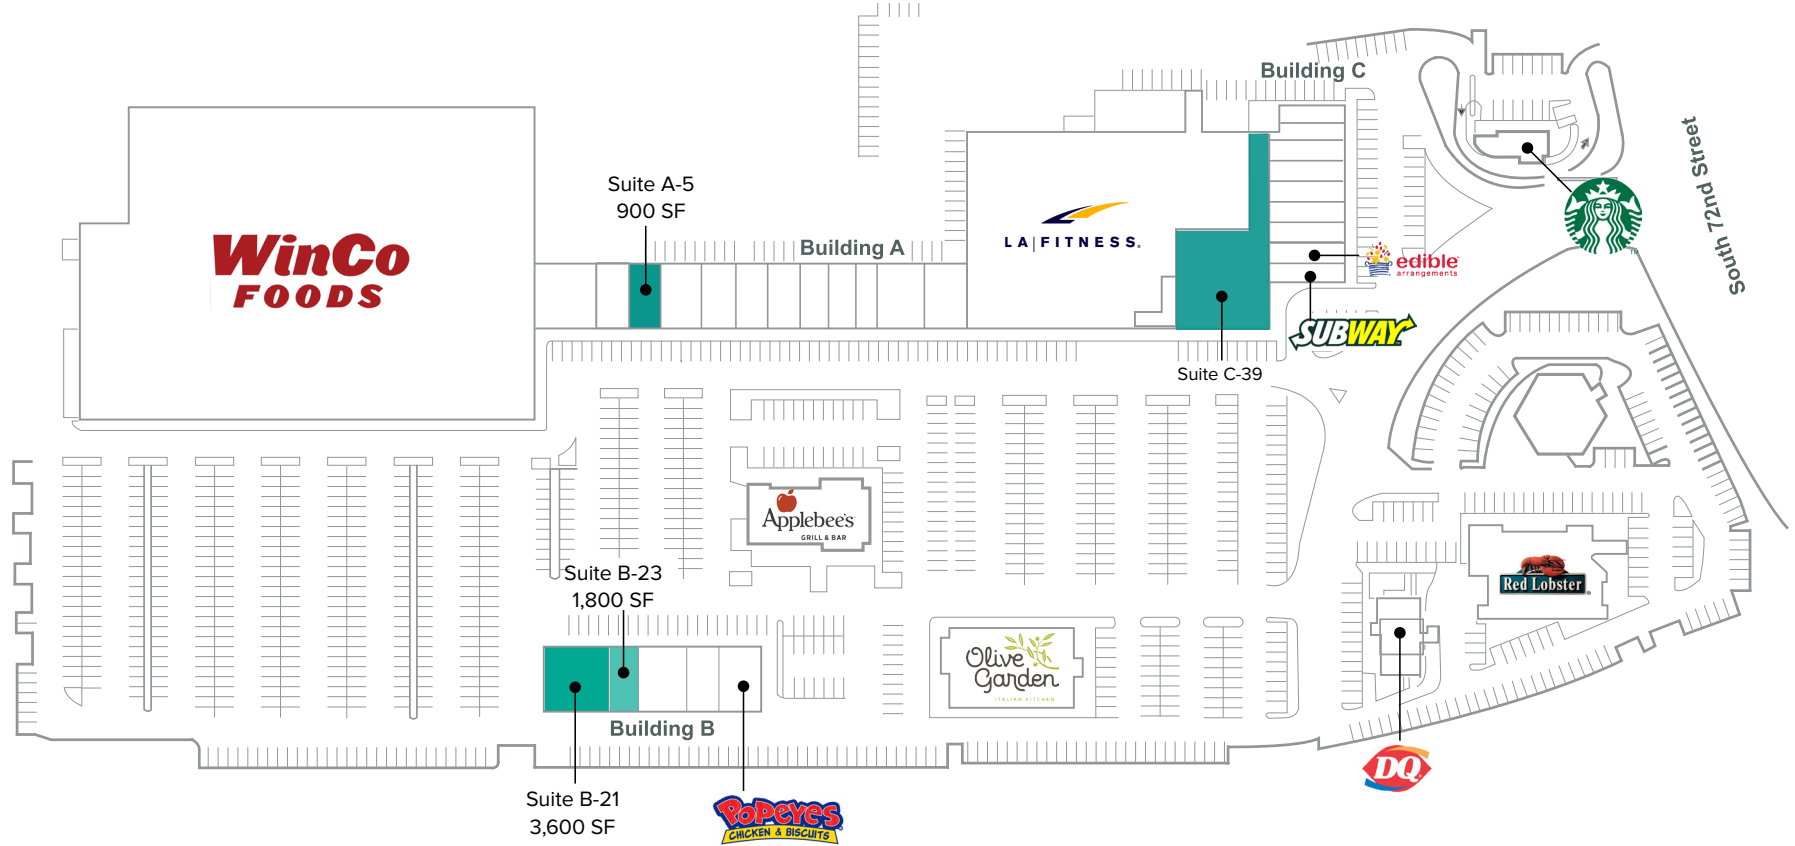 Building C
South 72nd Street
Suite A-5
900 SF
Building A
WinCo
FOODS
LA|FITNESS.
edible
arrangements
SUBWAY
Suite C-39
Applebee's
GRILL & BAR
Suite B-23
1,800 SF
Red Lobster
Olive
Garden
ITALIAN KITCHEN
Building B
DQ
Suite B-21
3,600 SF
POPEYES
CHICKEN & BISCUITS